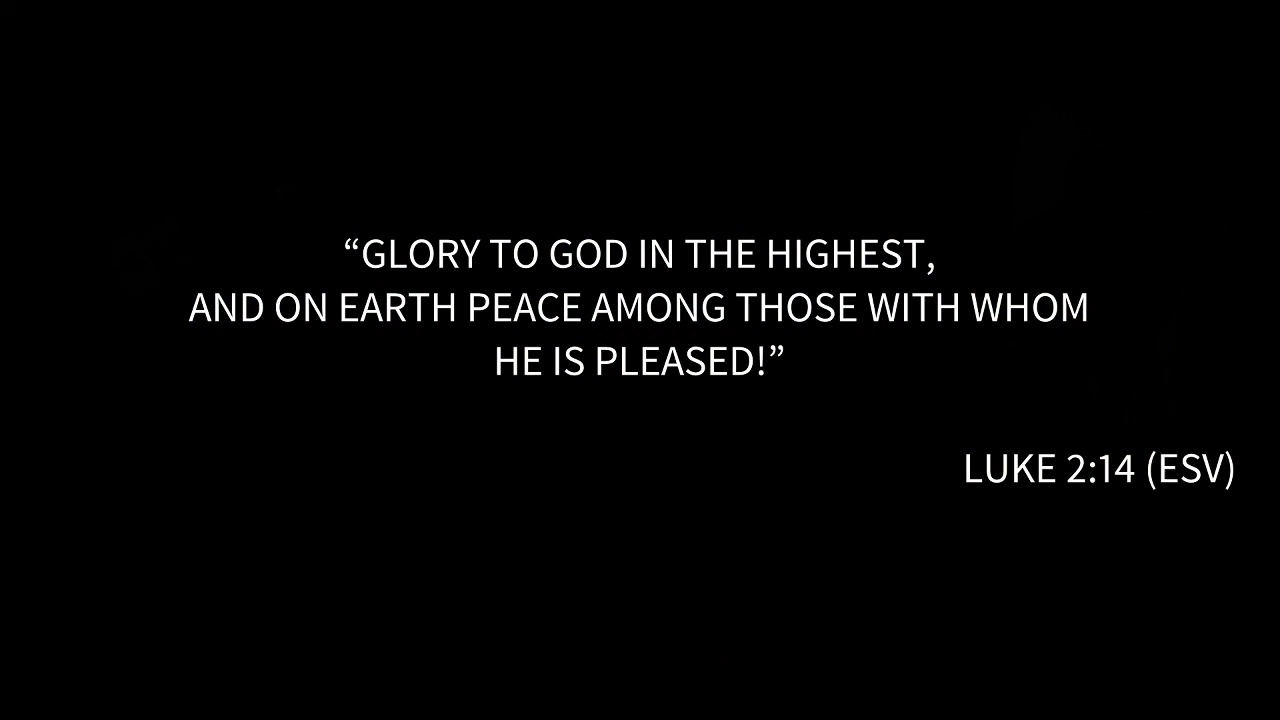 “GLORY TO GOD IN THE HIGHEST,
AND ON EARTH PEACE AMONG THOSE WITH WHOM
HE IS PLEASED!”
LUKE 2:14 (ESV)